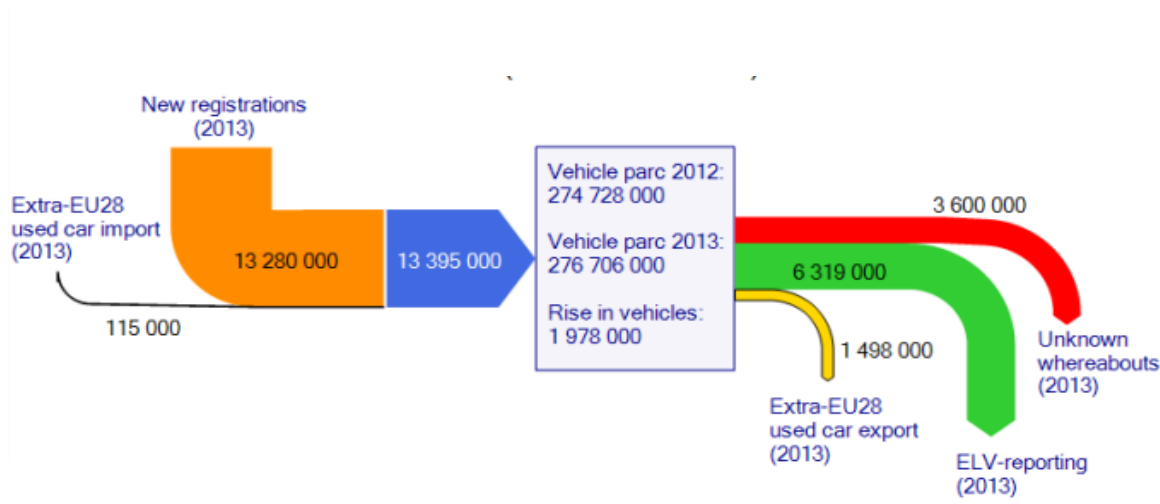 New registrations
(2013)
Extra-EU28
used car import
(2013)
13 280 000
115 000
13 395 000
Vehicle parc 2012:
274 728 000
Vehicle parc 2013:
276 706 000
Rise in vehicles:
1 978 000
3 600 000
6 319 000
1 498 000
Unknown
whereabouts
(2013)
Extra-EU28
used car export
(2013)
ELV-reporting
(2013)